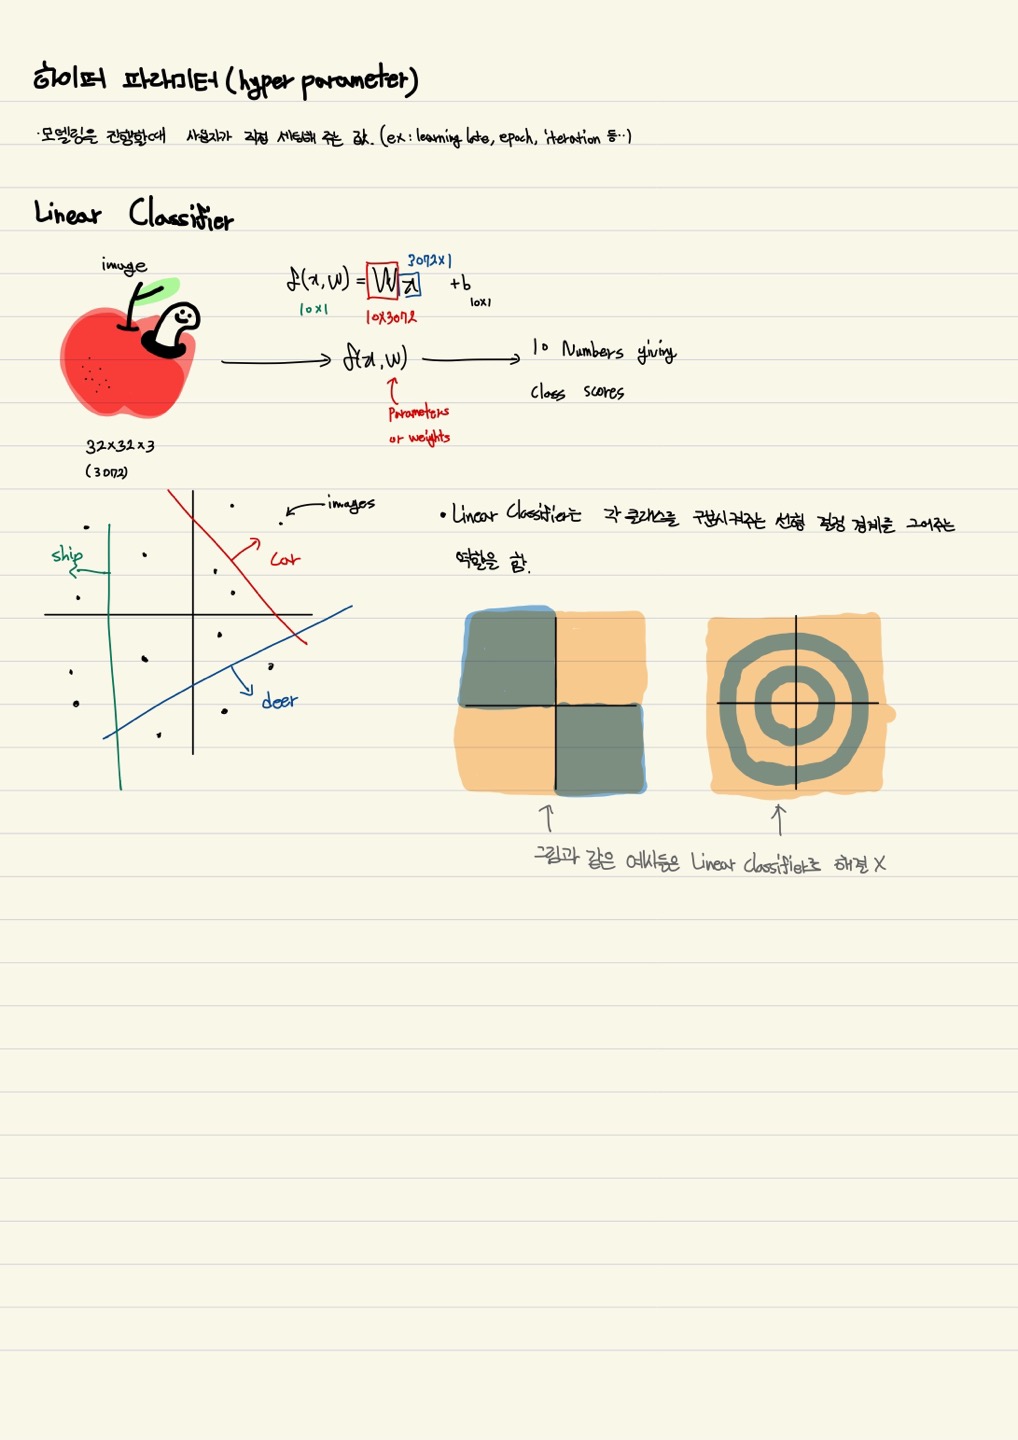 하이퍼 파라미터(hyper parameter)
·모델링을 진행할때 사용자가 직접 세팅해 주는 값. (ex: learning late, epoch, iteration 등..)
Linear Classifier
image
3072x1
f(x,W) = Wx +b
10x1
10x3072
10x1
f(x,W)
10 Numbers giving
class scores
Parameters
or weights
32x32x3
(3072)
images
ship
car
deer
• Linear Classifier는 각 클래스를 구분시켜주는 선형 결정 경계를 그어주는
역할을 함.
그림과 같은 예시들은 Linear Classifier로 해결 X